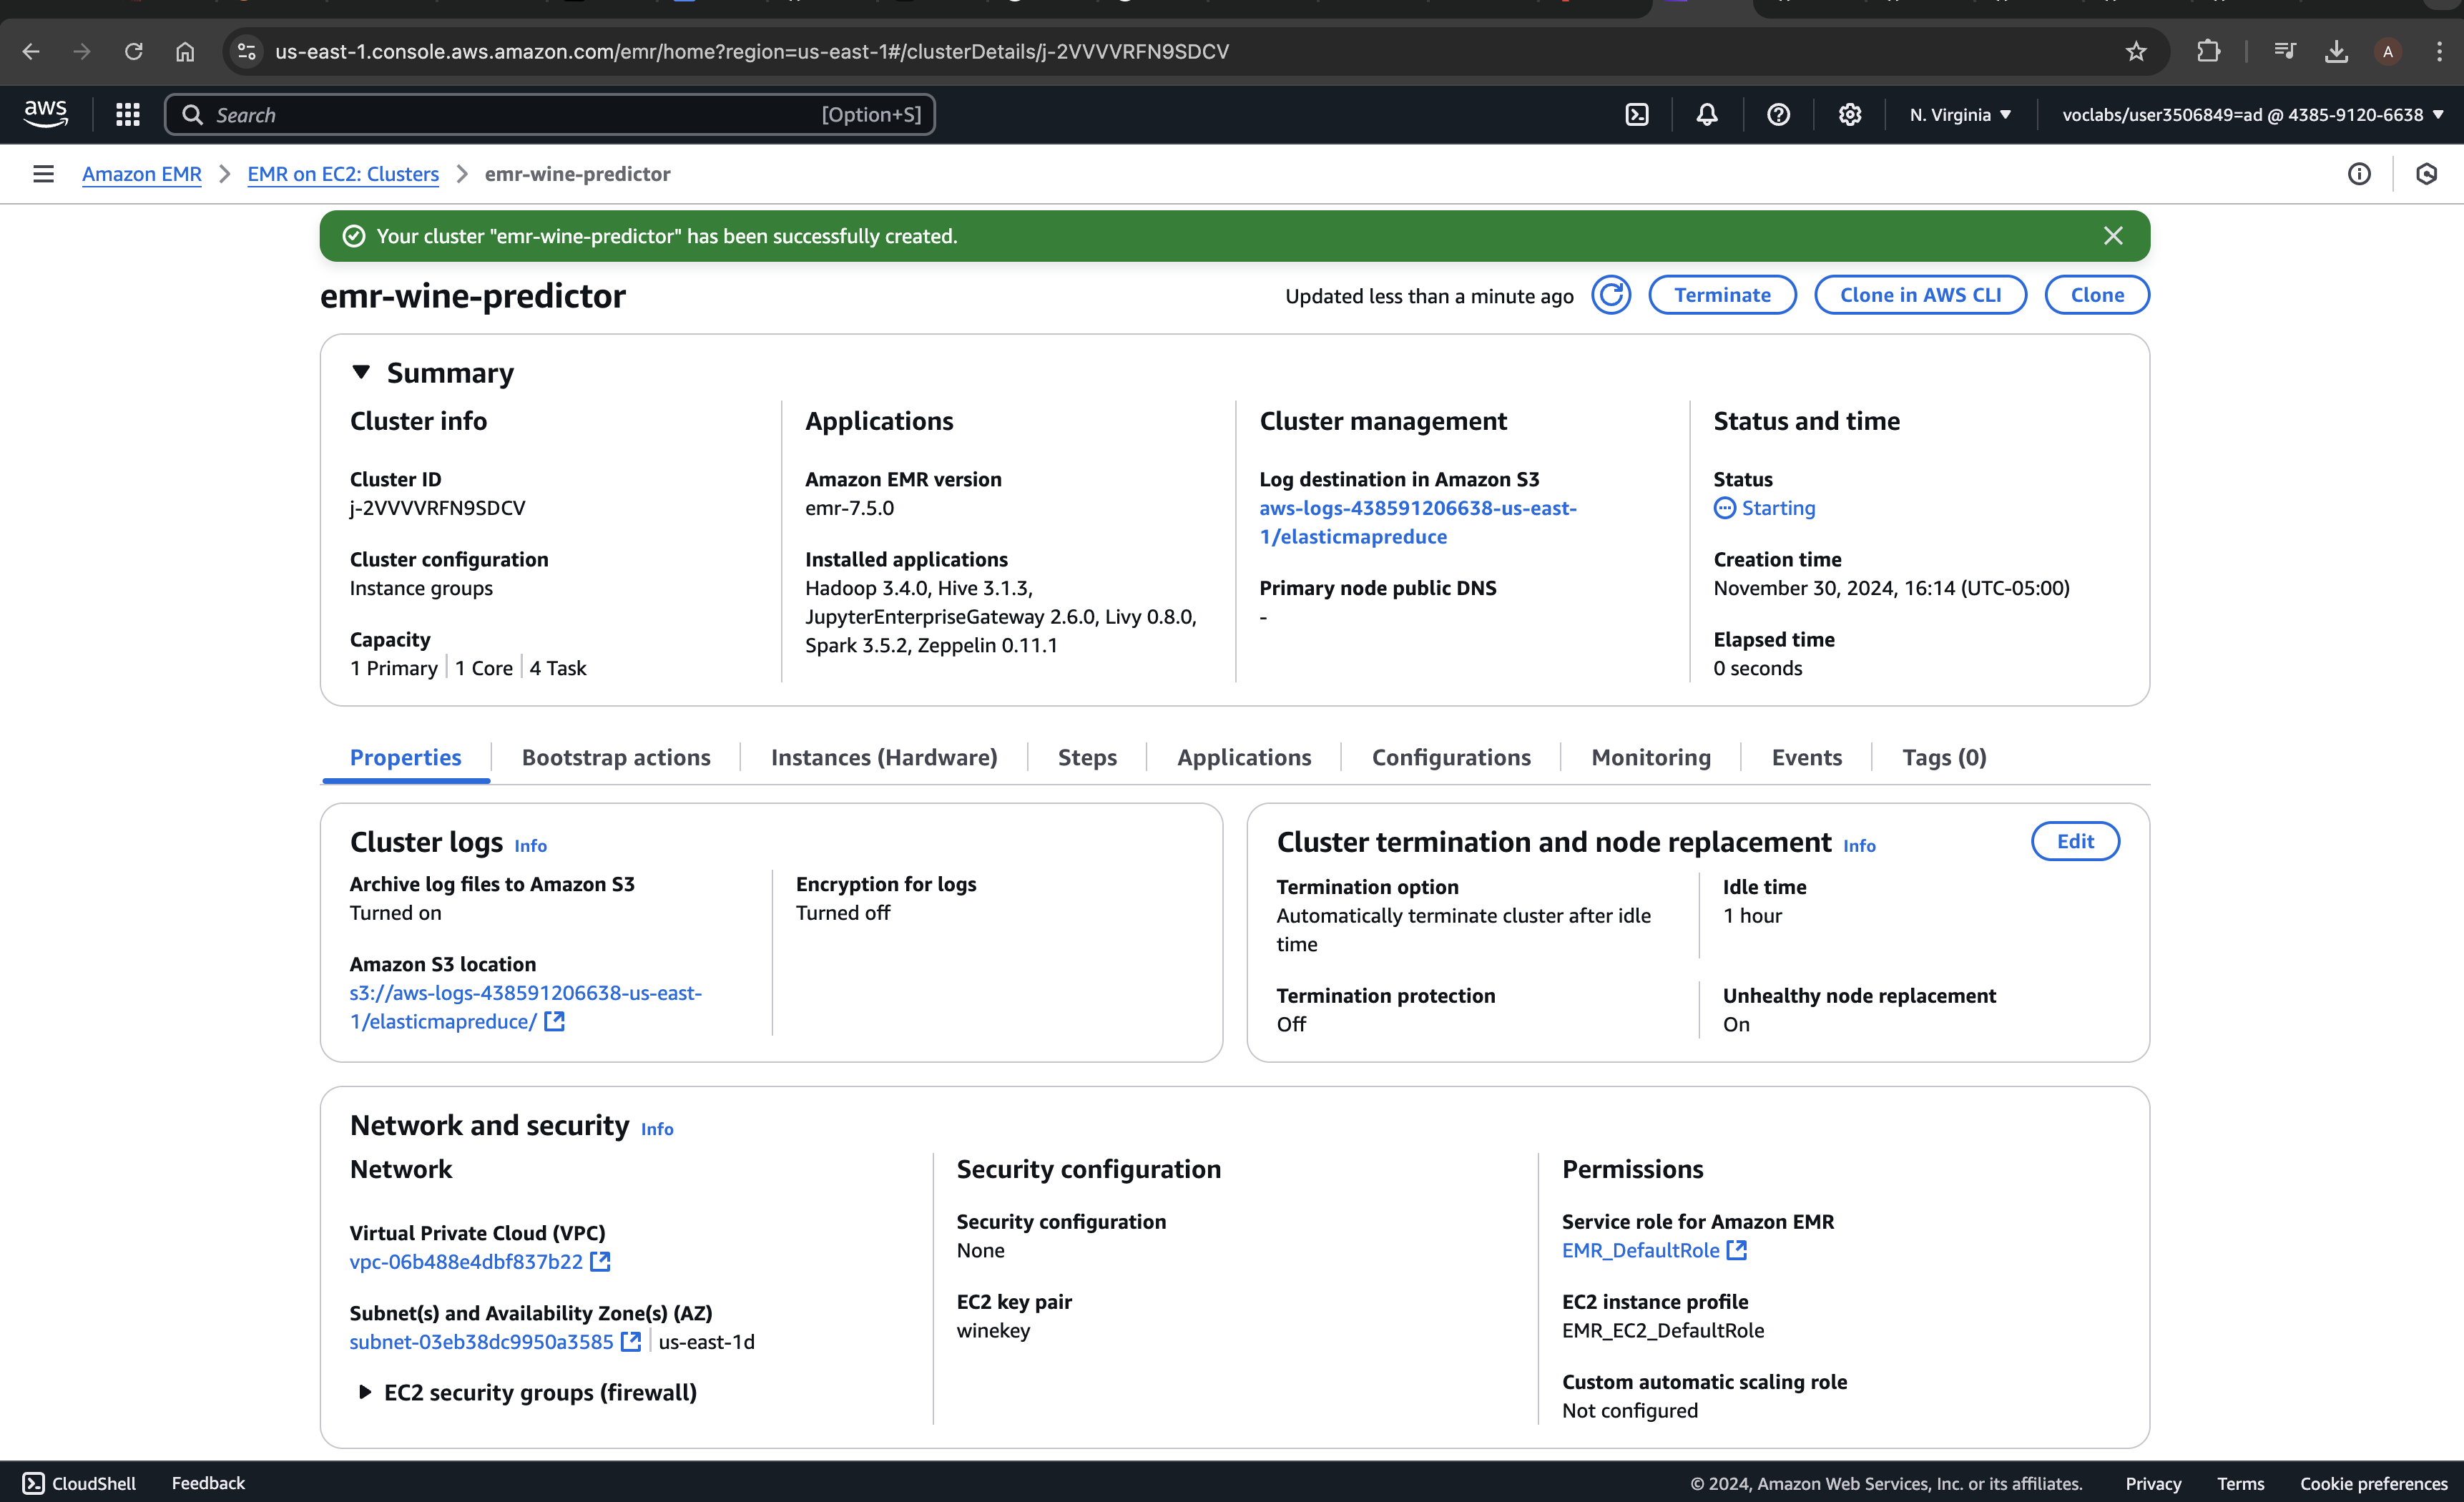 us-east-1.console.aws.amazon.com/emr/home?region=us-east-1#/clusterDetails/j-2VVVVRFN9SDCV
A
aws
Search
[Option+S]
N. Virginia
voclabs/user3506849=ad @ 4385-9120-6638
Amazon EMR
EMR on EC2: Clusters
emr-wine-predictor
Your cluster "emr-wine-predictor" has been successfully created.
emr-wine-predictor
Updated less than a minute ago
Terminate
Clone in AWS CLI
Clone
Summary
Cluster info
Cluster ID
j-2VVVVRFN9SDCV
Cluster configuration
Instance groups
Capacity
1 Primary | 1 Core | 4 Task
Applications
Amazon EMR version
emr-7.5.0
Installed applications
Hadoop 3.4.0, Hive 3.1.3,
JupyterEnterpriseGateway 2.6.0, Livy 0.8.0,
Spark 3.5.2, Zeppelin 0.11.1
Cluster management
Log destination in Amazon S3
aws-logs-438591206638-us-east-
1/elasticmapreduce
Primary node public DNS
-
Status and time
Status
Starting
Creation time
November 30, 2024, 16:14 (UTC-05:00)
Elapsed time
0 seconds
Properties
Bootstrap actions
Instances (Hardware)
Steps
Applications
Configurations
Monitoring
Events
Tags (0)
Cluster logs Info
Archive log files to Amazon S3
Turned on
Amazon S3 location
s3://aws-logs-438591206638-us-east-
1/elasticmapreduce/
Encryption for logs
Turned off
Cluster termination and node replacement Info
Edit
Termination option
Automatically terminate cluster after idle
time
Idle time
1 hour
Termination protection
Off
Unhealthy node replacement
On
Network and security Info
Network
Virtual Private Cloud (VPC)
vpc-06b488e4dbf837b22
Subnet(s) and Availability Zone(s) (AZ)
subnet-03eb38dc9950a3585 | us-east-1d
EC2 security groups (firewall)
Security configuration
Security configuration
None
EC2 key pair
winekey
Permissions
Service role for Amazon EMR
EMR_DefaultRole
EC2 instance profile
EMR_EC2_DefaultRole
Custom automatic scaling role
Not configured
CloudShell
Feedback
© 2024, Amazon Web Services, Inc. or its affiliates.
Privacy
Terms
Cookie preferences